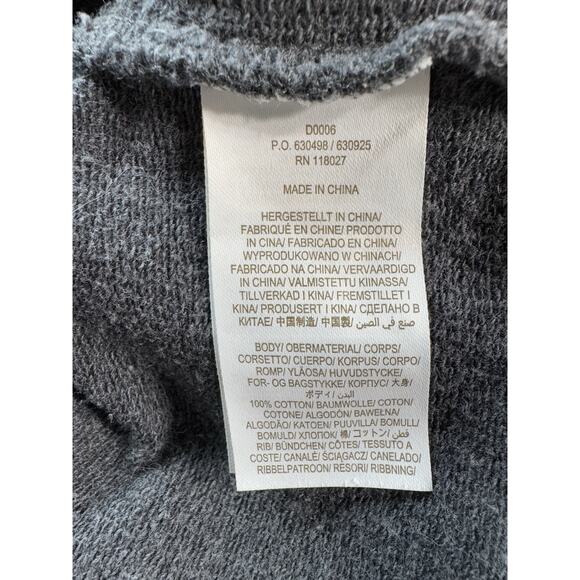 D0006
P.O. 630498 / 630925
RN 118027
MADE IN CHINA
HERGESTELLT IN CHINA/
FABRIQUÉ EN CHINE/ PRODOTTO
IN CINA/ FABRICADO EN CHINA/
WYPRODUKOWANO W CHINACH/
FABRICADO NA CHINA/ VERVAARDIGD
IN CHINA/ VALMISTETTU KIINASSA/
TILLVERKAD I KINA/ FREMSTILLET I
KINA/ PRODUSERT I KINA/ СДЕЛАНО В
КИТАЕ/ 中国制造/ 中国製/ صنع في الصين/
BODY/ OBERMATERIAL/ CORPS/
CORSETTO/ CUERPO/ KORPUS/ CORPO/
ROMP/ YLÄOSA/ HUVUDSTYCKE/
FOR- OG BAGSTYKKE/ КОРПУС/ 大身/
ボディ/ البدن/
100% COTTON/ BAUMWOLLE/ COTON/
COTONE/ ALGODÓN/ BAWEŁNA/
ALGODÃO/ KATOEN/ PUUVILLA/ BOMULL/
BOMULD/ ХЛОПОК/ 棉/ コットン/ قطن/
RIB/ BÜNDCHEN/ CÔTES/ TESSUTO A
COSTE/ CANALÉ/ ŚCIĄGACZ/ CANELADO/
RIBBELPATROON/ RESORI/ RIBBNING/